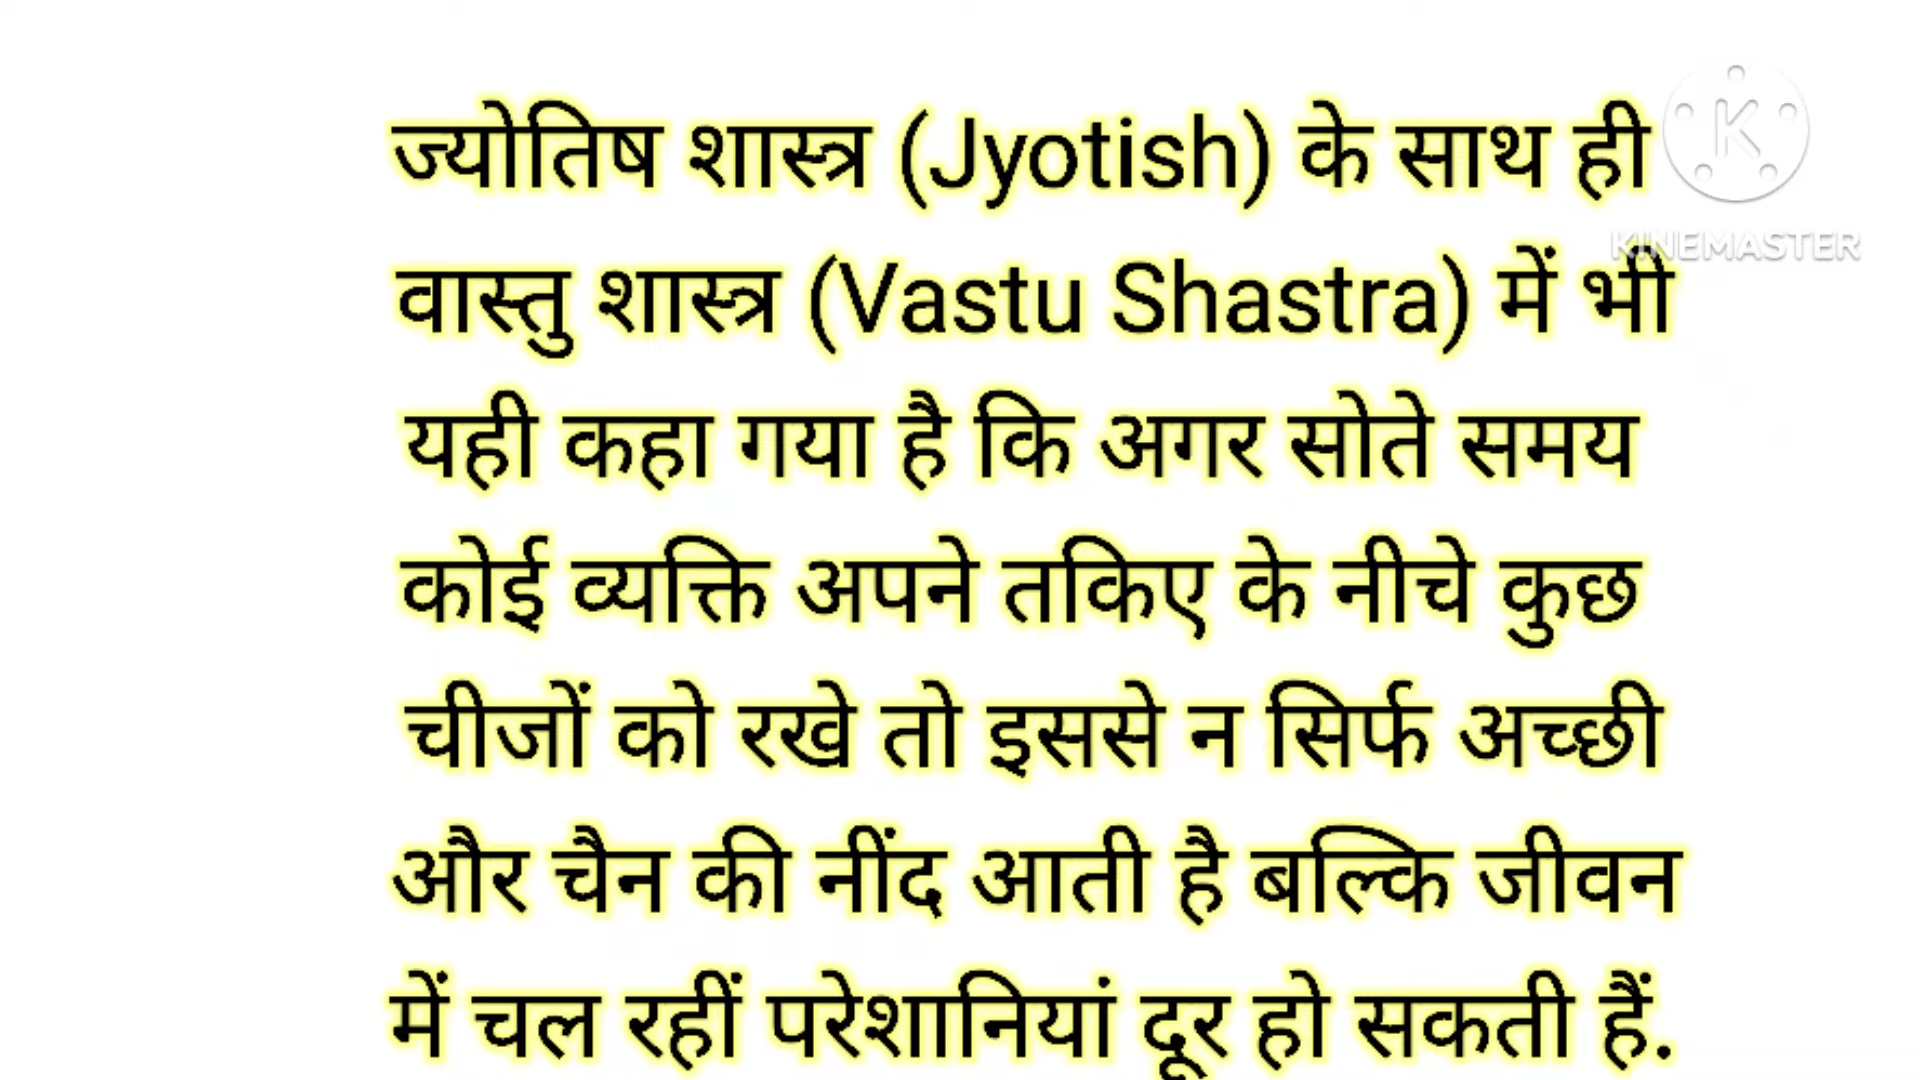 ज्योतिष शास्त्र (Jyotish) के साथ ही
वास्तु शास्त्र (Vastu Shastra) में भी
यही कहा गया है कि अगर सोते समय
कोई व्यक्ति अपने तकिए के नीचे कुछ
चीजों को रखे तो इससे न सिर्फ अच्छी
और चैन की नींद आती है बल्कि जीवन
में चल रहीं परेशानियां दूर हो सकती हैं.
K
KINEMASTER